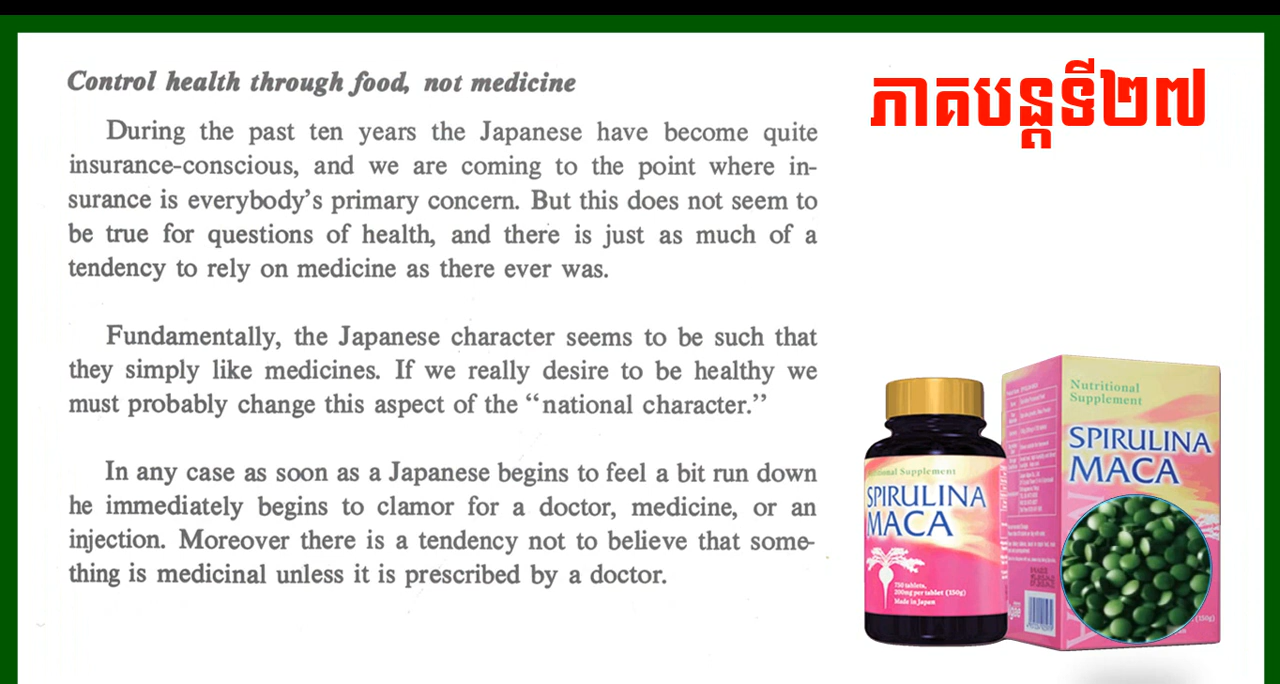 Control health through food, not medicine
During the past ten years the Japanese have become quite
insurance-conscious, and we are coming to the point where in-
surance is everybody's primary concern. But this does not seem to
be true for questions of health, and there is just as much of a
tendency to rely on medicine as there ever was.
Fundamentally, the Japanese character seems to be such that
they simply like medicines. If we really desire to be healthy we
must probably change this aspect of the “national character.”
In any case as soon as a Japanese begins to feel a bit run down
he immediately begins to clamor for a doctor, medicine, or an
injection. Moreover there is a tendency not to believe that some-
thing is medicinal unless it is prescribed by a doctor.
ភាគបន្តទី២៧
Nutritional
Supplement
SPIRULINA
MACA
(150g)
Supplement
SPIRULINA
MACA
750 tablets,
200mg per tablet (150g)
Made in Japan